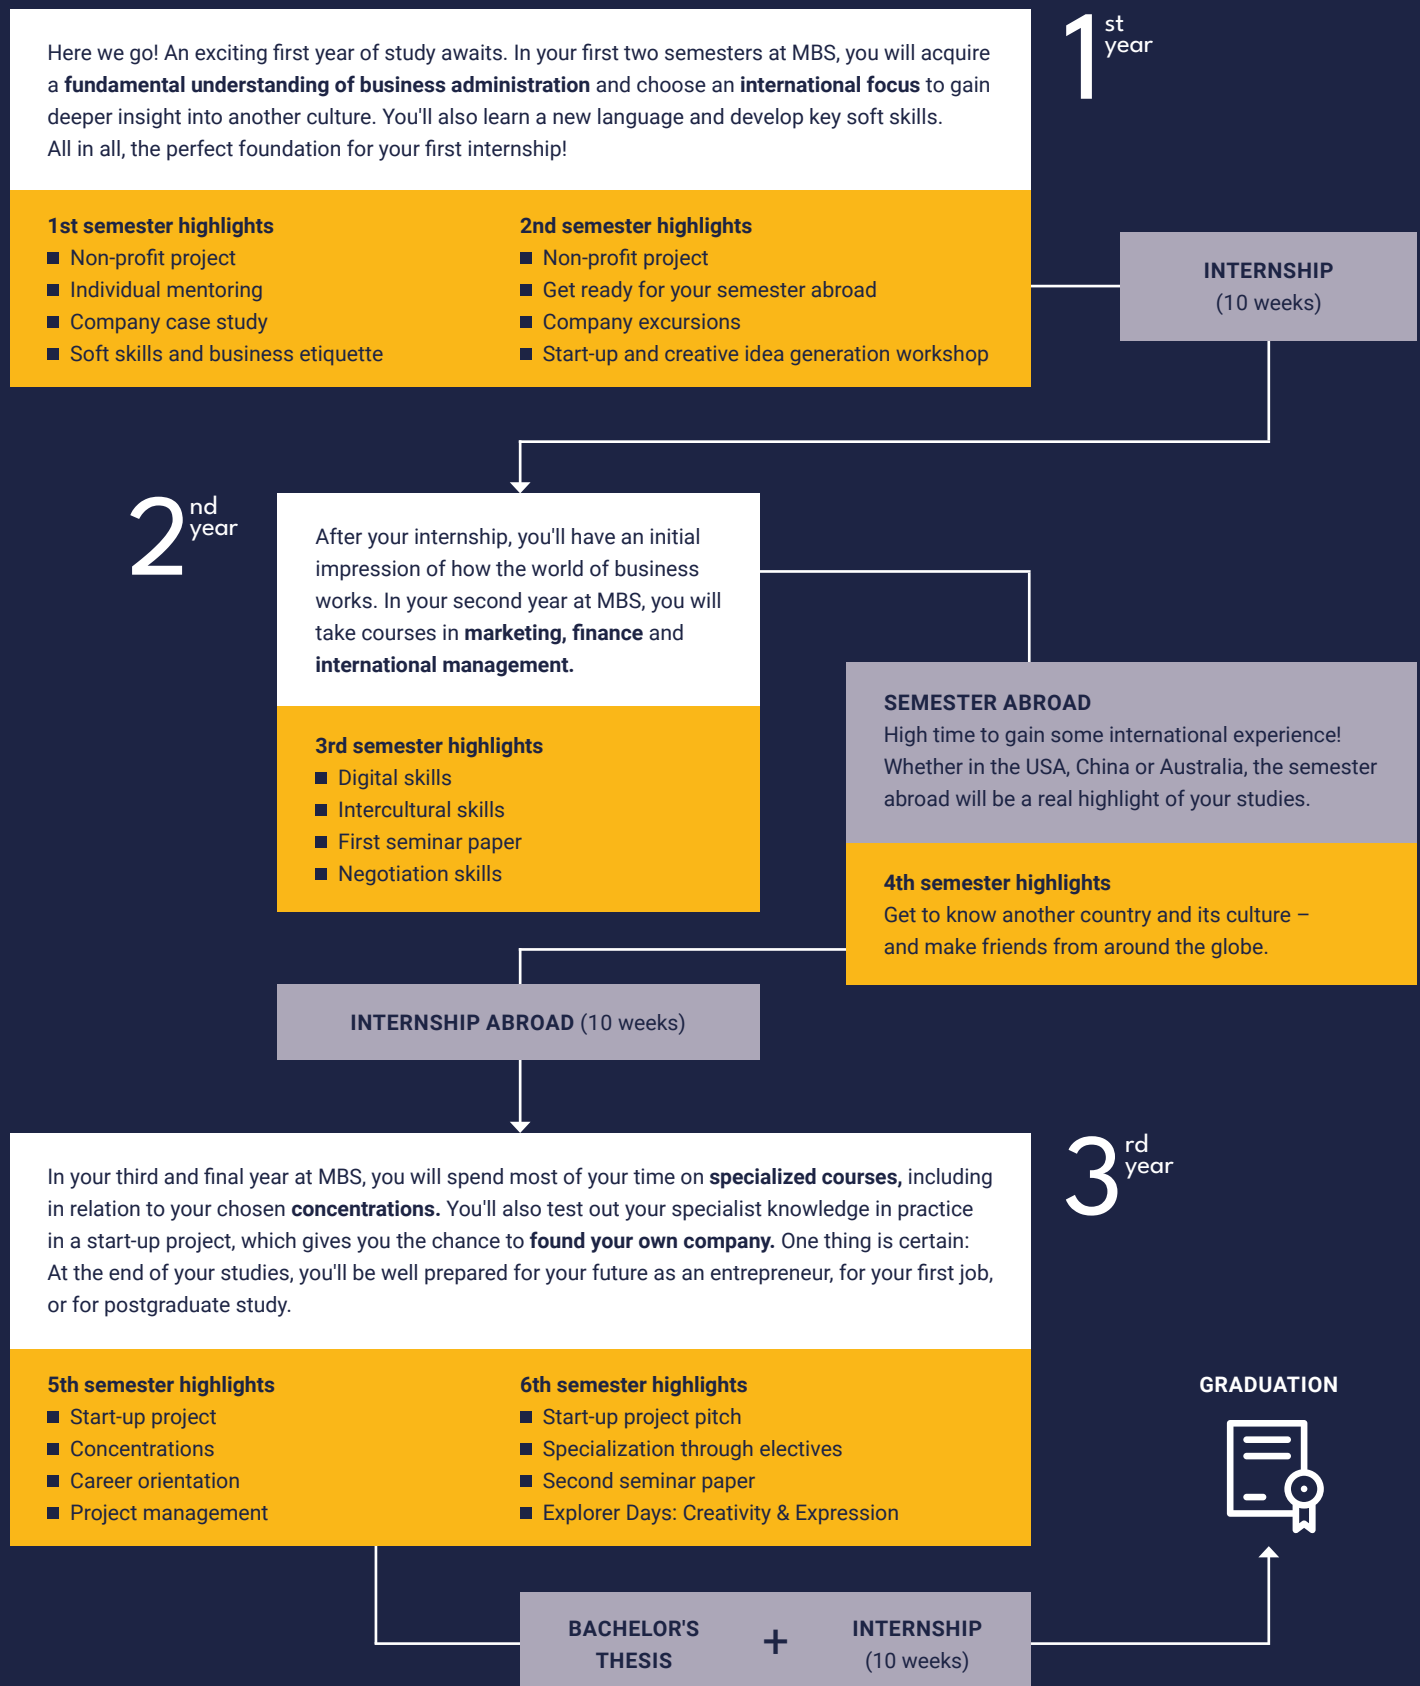 1st
year
Here we go! An exciting first year of study awaits. In your first two semesters at MBS, you will acquire
a fundamental understanding of business administration and choose an international focus to gain
deeper insight into another culture. You'll also learn a new language and develop key soft skills.
All in all, the perfect foundation for your first internship!
1st semester highlights
Non-profit project
Individual mentoring
Company case study
Soft skills and business etiquette
2nd semester highlights
Non-profit project
Get ready for your semester abroad
Company excursions
Start-up and creative idea generation workshop
INTERNSHIP
(10 weeks)
2nd
year
After your internship, you'll have an initial
impression of how the world of business
works. In your second year at MBS, you will
take courses in marketing, finance and
international management.
3rd semester highlights
Digital skills
Intercultural skills
First seminar paper
Negotiation skills
SEMESTER ABROAD
High time to gain some international experience!
Whether in the USA, China or Australia, the semester
abroad will be a real highlight of your studies.
4th semester highlights
Get to know another country and its culture –
and make friends from around the globe.
INTERNSHIP ABROAD (10 weeks)
3rd
year
In your third and final year at MBS, you will spend most of your time on specialized courses, including
in relation to your chosen concentrations. You'll also test out your specialist knowledge in practice
in a start-up project, which gives you the chance to found your own company. One thing is certain:
At the end of your studies, you'll be well prepared for your future as an entrepreneur, for your first job,
or for postgraduate study.
5th semester highlights
Start-up project
Concentrations
Career orientation
Project management
6th semester highlights
Start-up project pitch
Specialization through electives
Second seminar paper
Explorer Days: Creativity & Expression
BACHELOR'S
THESIS
+
INTERNSHIP
(10 weeks)
GRADUATION